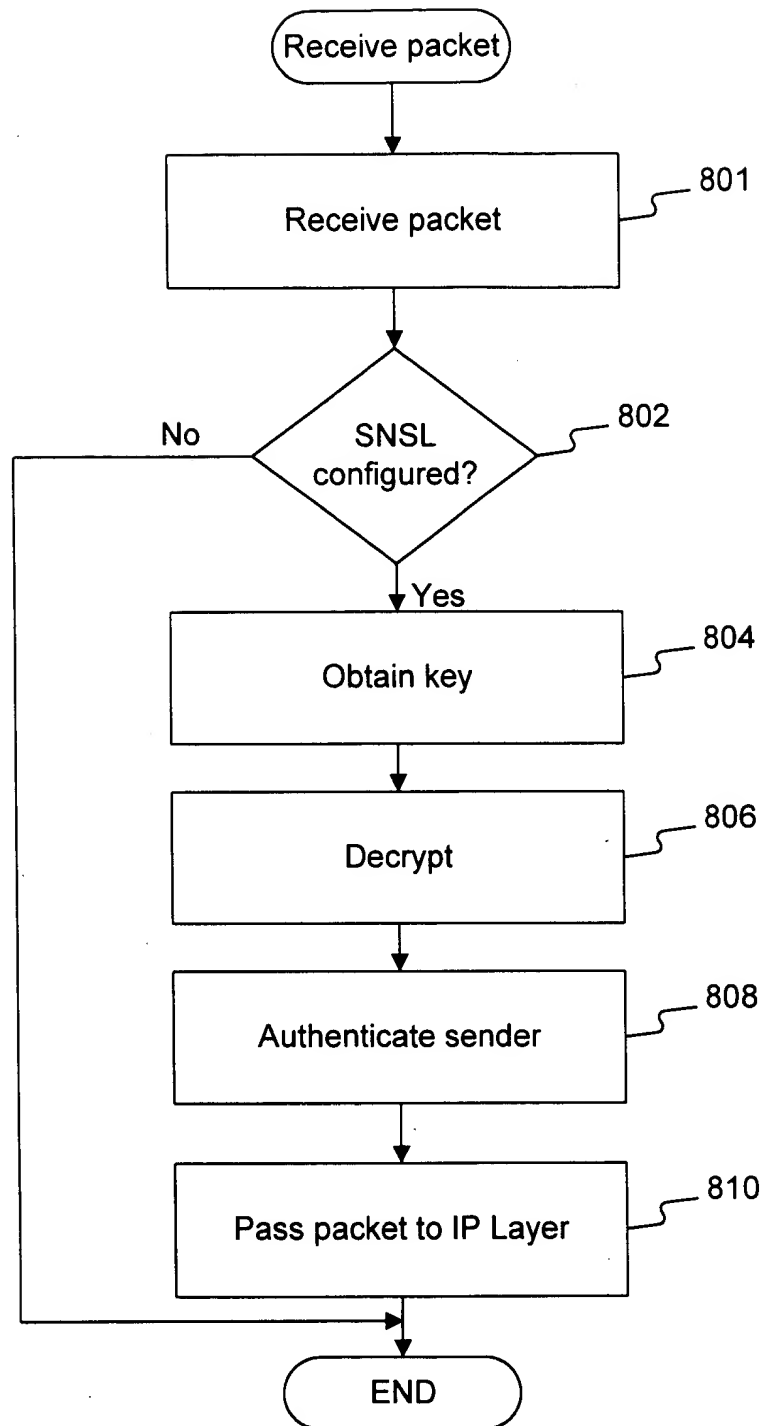 Receive packet
Receive packet
801
SNSL
configured?
802
No
Yes
Obtain key
804
Decrypt
806
Authenticate sender
808
Pass packet to IP Layer
810
END